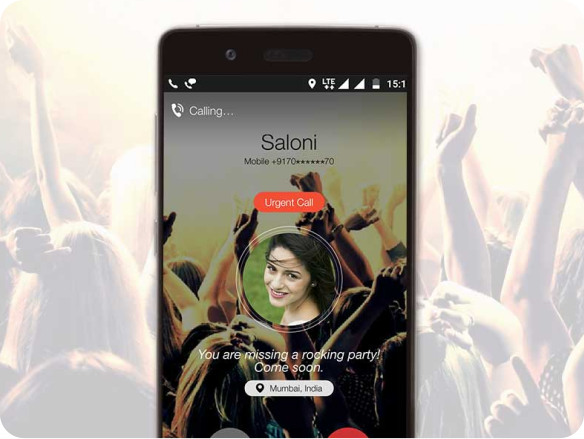 LTE 15:1
Calling...
Saloni
Mobile +9170******70
Urgent Call
You are missing a rocking party!
Come soon.
Mumbai, India